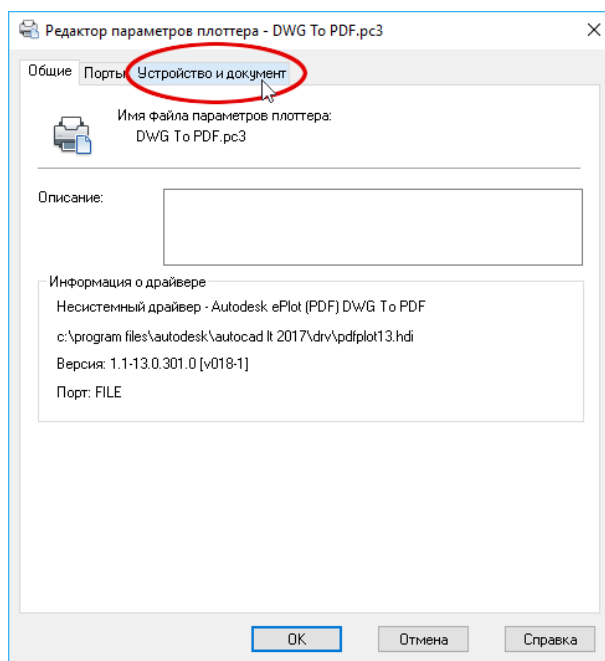 Редактор параметров плоттера - DWG To PDF.pc3
Общие Порты Устройство и документ
Имя файла параметров плоттера:
DWG To PDF.pc3
Описание:
Информация о драйвере
Несистемный драйвер - Autodesk ePlot (PDF) DWG To PDF
c:\program files\autodesk\autocad lt 2017\drv\pdfplot13.hdi
Версия: 1.1-13.0.301.0 [v018-1]
Порт: FILE
OK Отмена Справка